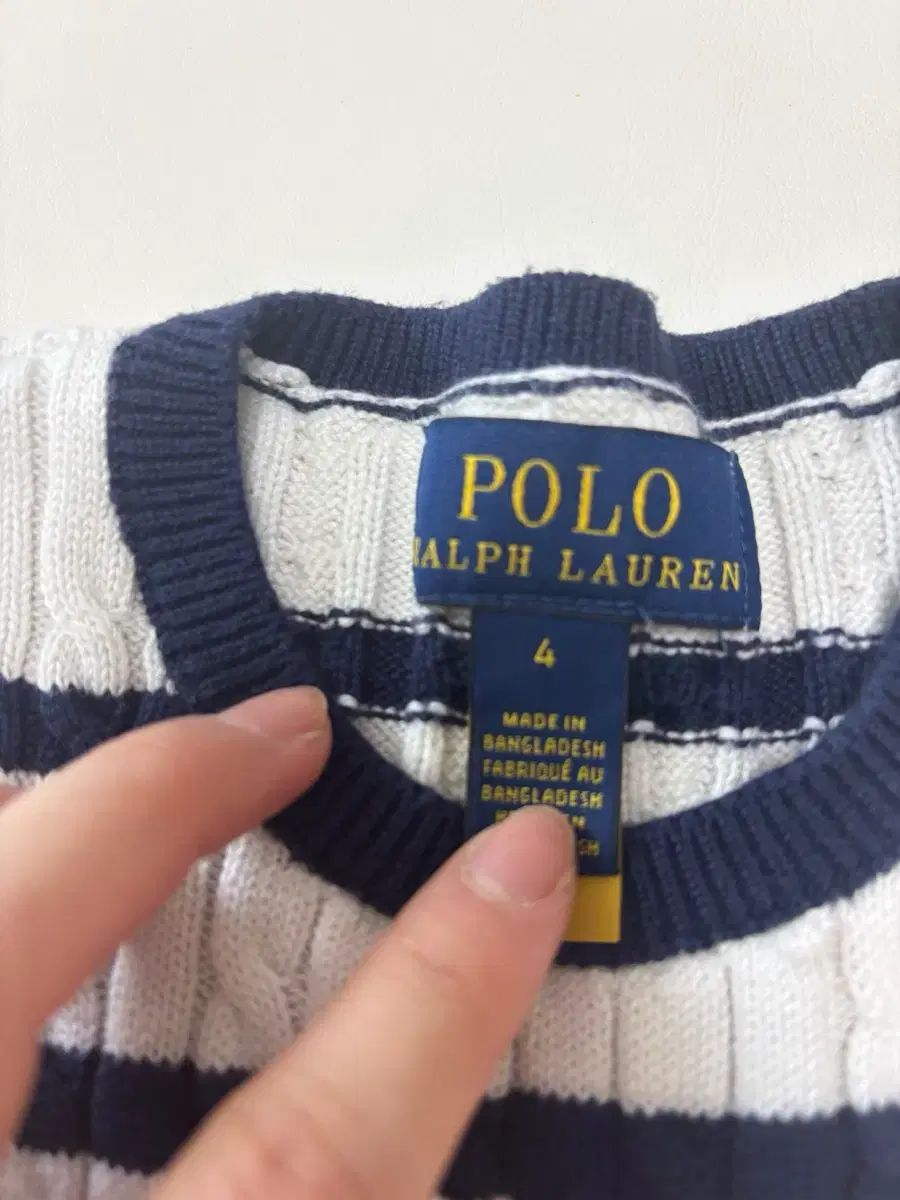 POLO
RALPH LAUREN
4
MADE IN
BANGLADESH
FABRIQUÉ AU
BANGLADESH